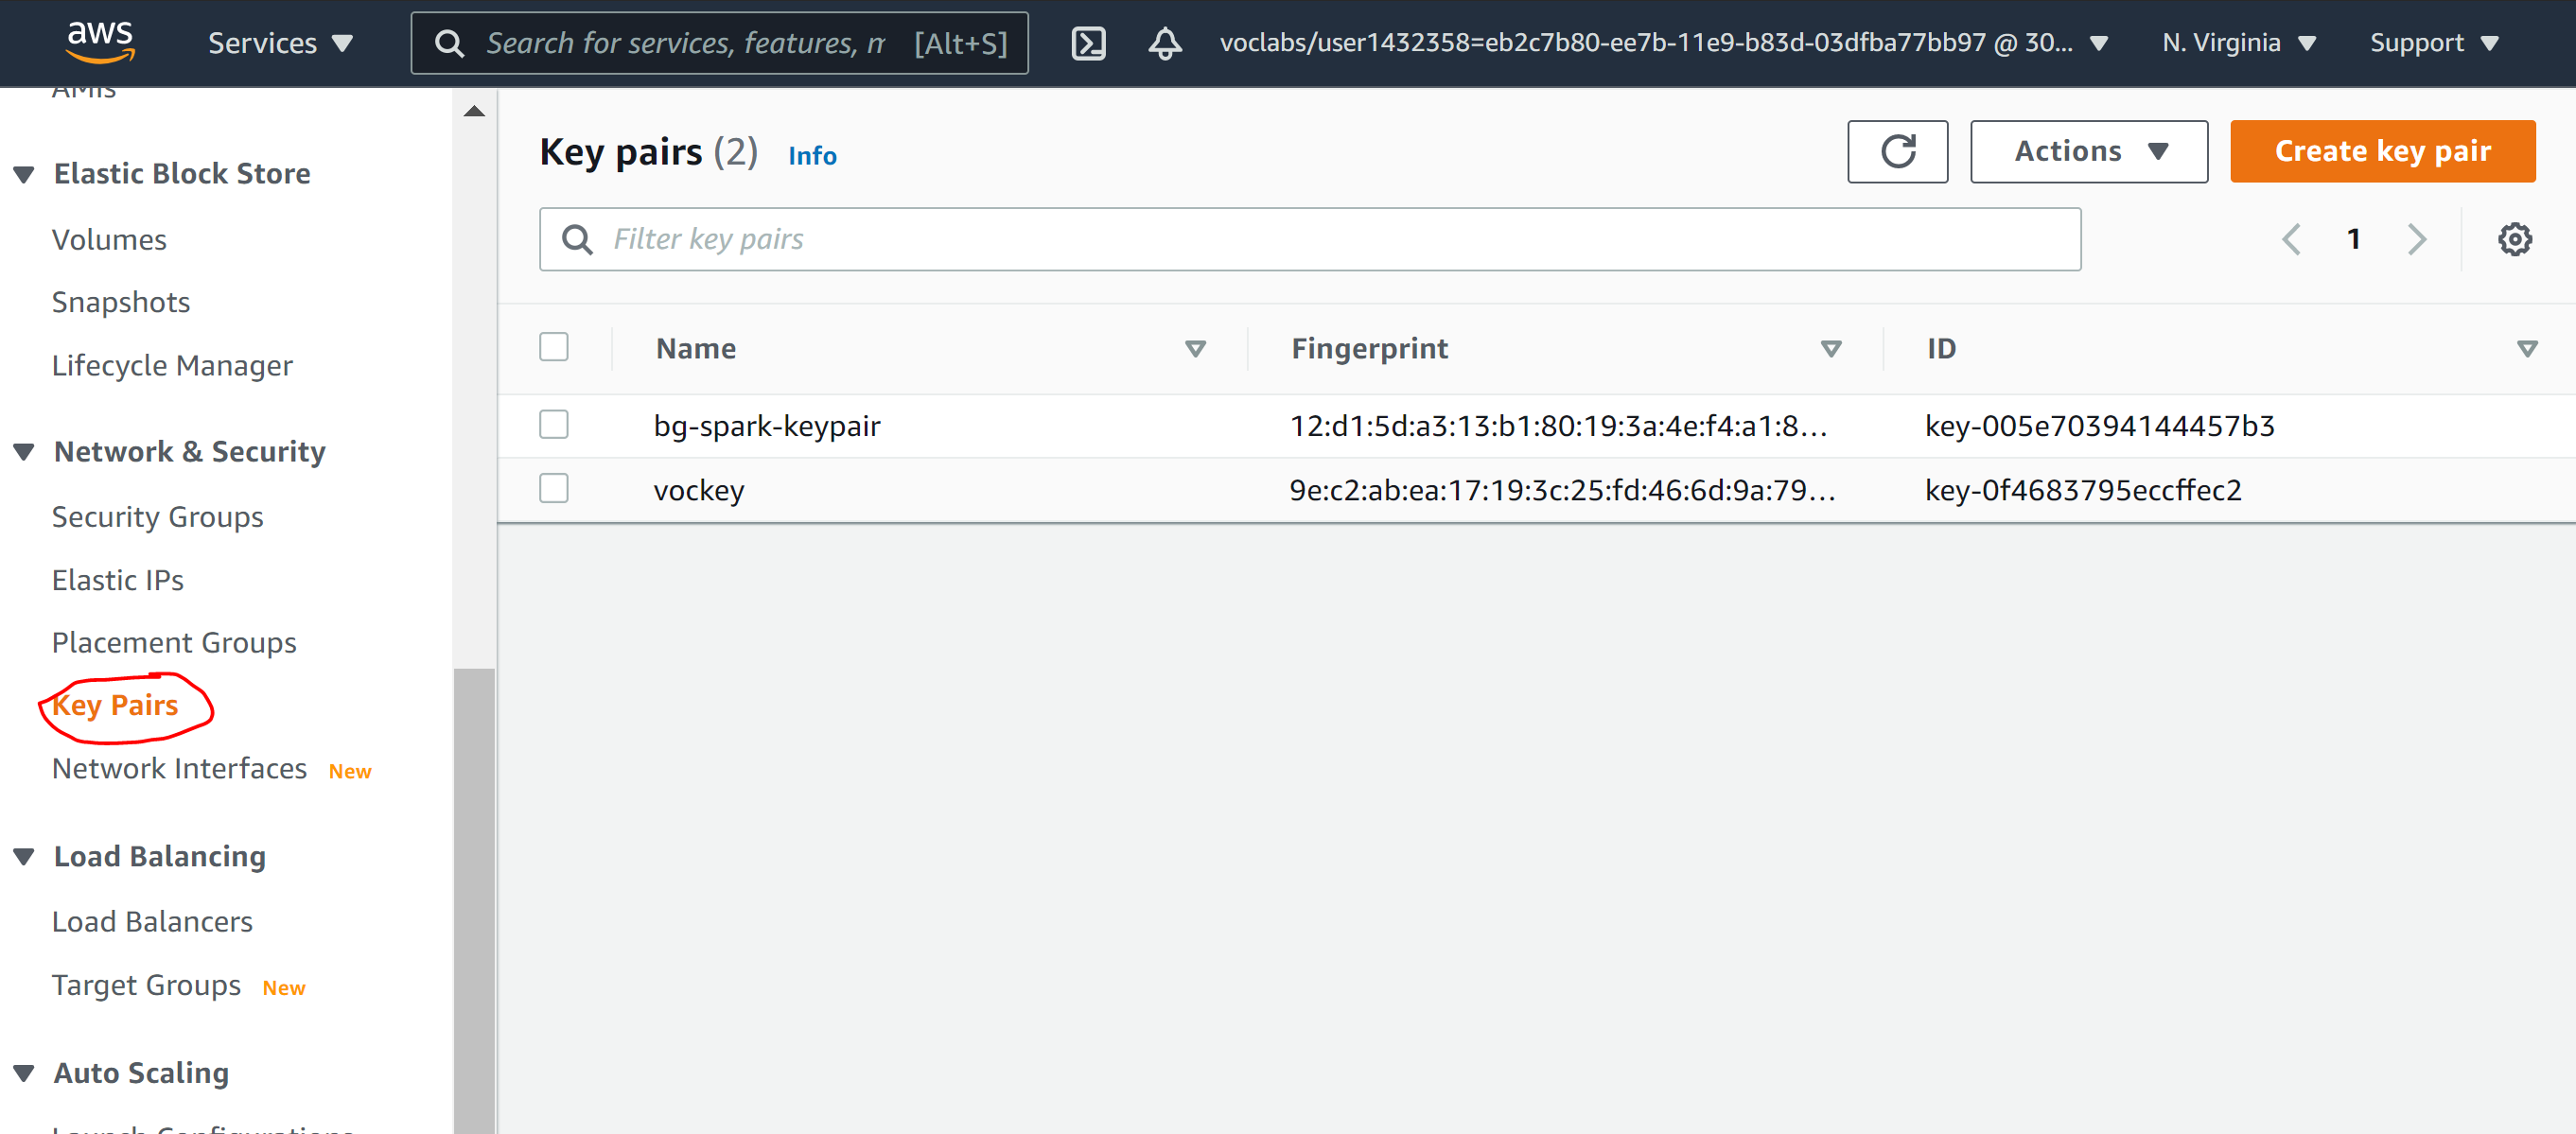 aws Services Search for services, features, m [Alt+S] voclabs/user1432358=eb2c7b80-ee7b-11e9-b83d-03dfba77bb97 @ 30... N. Virginia Support
AMIs
Elastic Block Store
Volumes
Snapshots
Lifecycle Manager
Network & Security
Security Groups
Elastic IPs
Placement Groups
Key Pairs
Network Interfaces New
Load Balancing
Load Balancers
Target Groups New
Auto Scaling
Launch Configurations
Key pairs (2) Info Actions Create key pair
Filter key pairs 1
Name Fingerprint ID
bg-spark-keypair 12:d1:5d:a3:13:b1:80:19:3a:4e:f4:a1:8... key-005e70394144457b3
vockey 9e:c2:ab:ea:17:19:3c:25:fd:46:6d:9a:79... key-0f4683795eccffec2